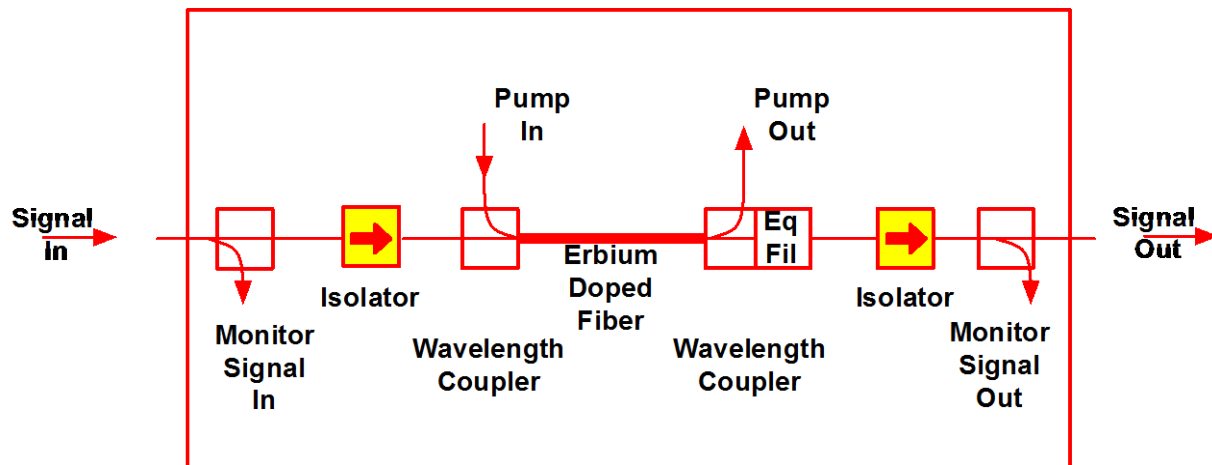 Pump
In
Pump
Out
Signal
In
Eq
Fil
Signal
Out
Isolator
Erbium
Doped
Fiber
Isolator
Monitor
Signal
In
Wavelength
Coupler
Wavelength
Coupler
Monitor
Signal
Out